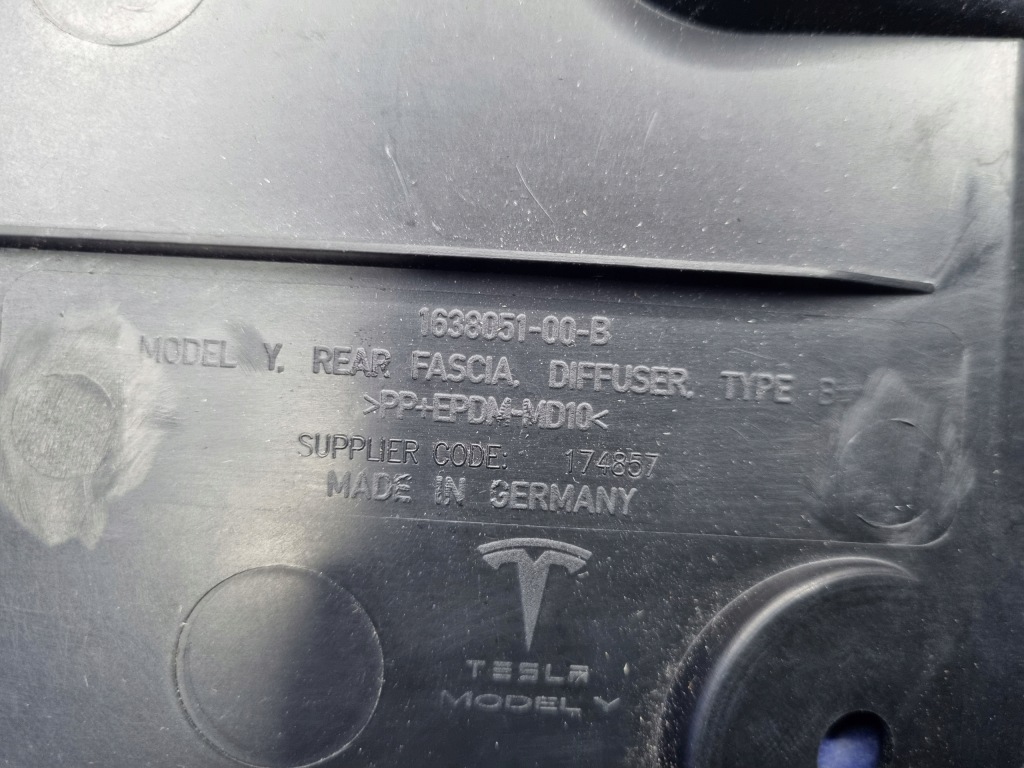 1638051-00-B
MODEL Y, REAR FASCIA, DIFFUSER, TYPE B
>PP+EPDM-MD10<
SUPPLIER CODE: 174857
MADE IN GERMANY
TESLA
MODEL Y